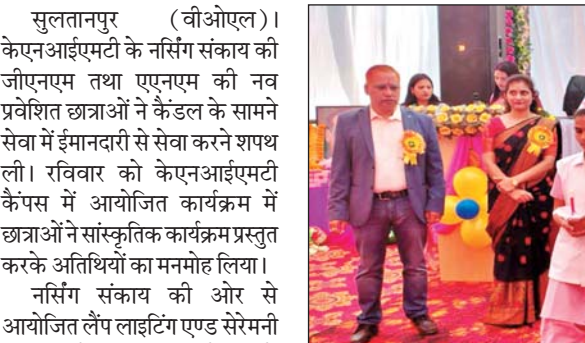 सुलतानपुर (वीओएल)।
केएनआईएमटी के नर्सिंग संकाय की
जीएनएम तथा एएनएम की नव
प्रवेशित छात्राओं ने कैंडल के सामने
सेवा में ईमानदारी से सेवा करने शपथ
ली। रविवार को केएनआईएमटी
कैंपस में आयोजित कार्यक्रम में
छात्राओं ने सांस्कृतिक कार्यक्रम प्रस्तुत
करके अतिथियों का मनमोह लिया।
नर्सिंग संकाय की ओर से
आयोजित लैंप लाइटिंग एण्ड सेरेमनी